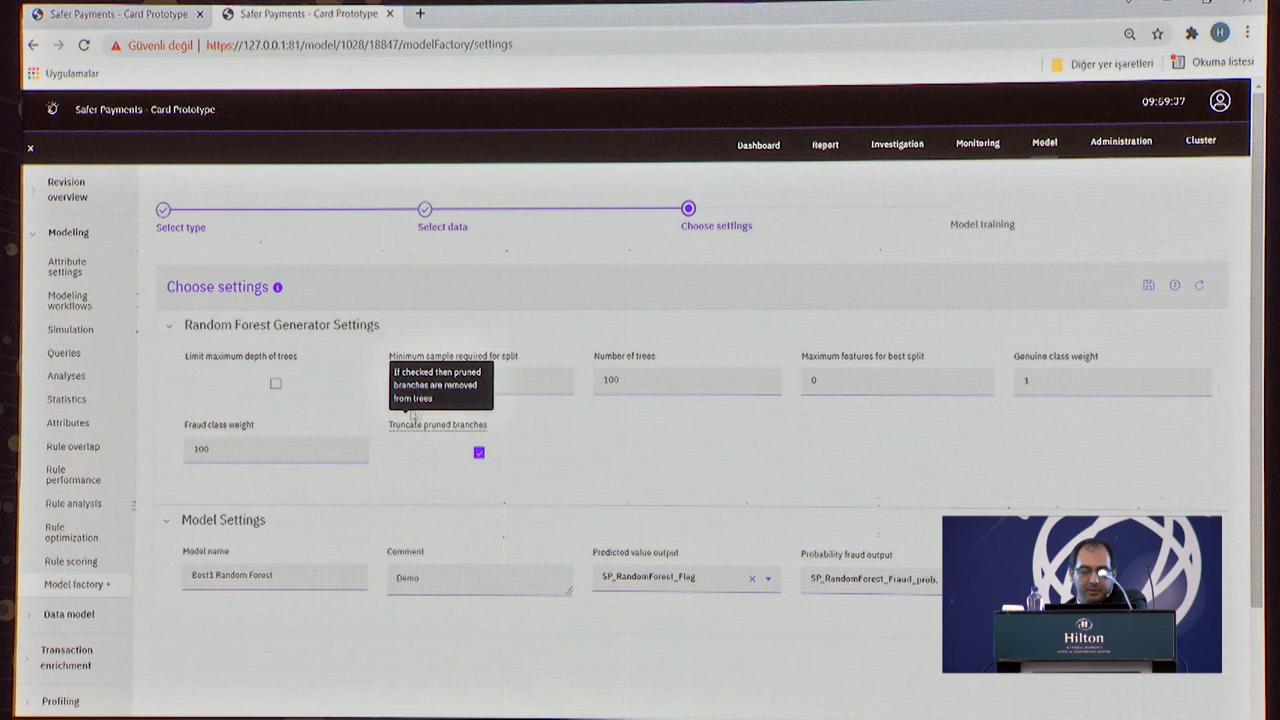 Safer Payments - Card Prototype
Safer Payments - Card Prototype
Güvenli değil | https://127.0.0.1:81/model/1028/18847/modelFactory/settings
H
Uygulamalar
Diğer yer işaretleri
Okuma listesi
Safer Payments - Card Prototype
09:59:37
Dashboard
Report
Investigation
Monitoring
Model
Administration
Cluster
Revision
overview
Modeling
Attribute
settings
Modeling
workflows
Simulation
Queries
Analyses
Statistics
Attributes
Rule overlap
Rule
performance
Rule analysis
Rule
optimization
Rule scoring
Model factory
Data model
Transaction
enrichment
Profiling
Select type
Select data
Choose settings
Model training
Choose settings
Random Forest Generator Settings
Limit maximum depth of trees
Minimum sample required for split
Number of trees
Maximum features for best split
Genuine class weight
If checked then pruned
branches are removed
from trees
100
0
1
Fraud class weight
Truncate pruned branches
100
Model Settings
Model name
Comment
Predicted value output
Probability fraud output
Bost1 Random Forest
Demo
SP_RandomForest_Flag
SP_RandomForest_Fraud_prob.
Hilton